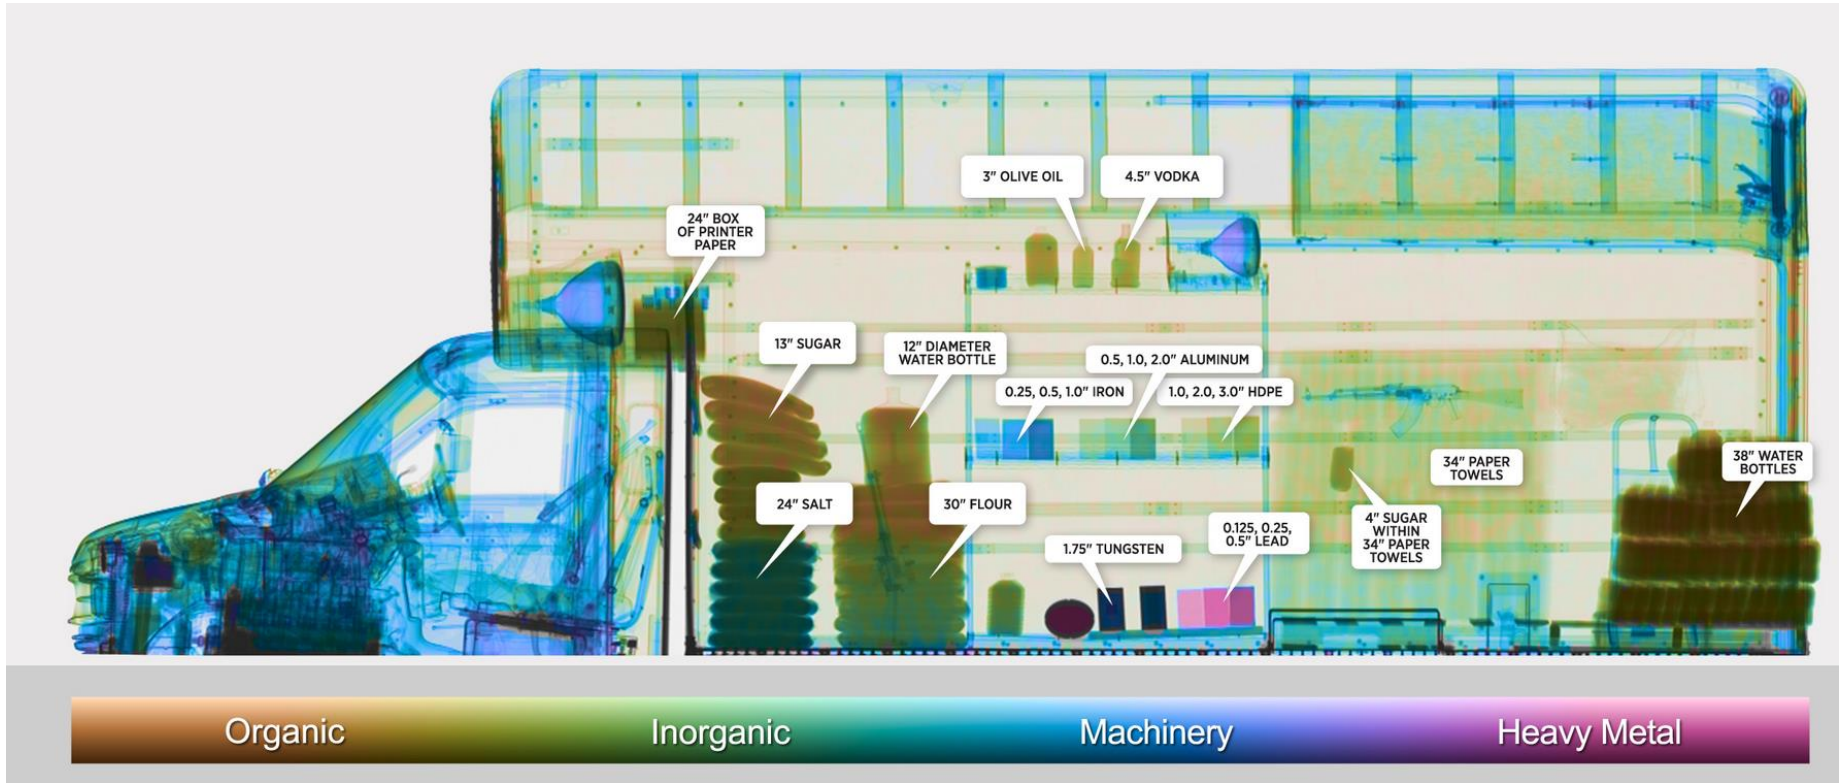 3" OLIVE OIL
4.5" VODKA
24" BOX
OF PRINTER
PAPER
13" SUGAR
12" DIAMETER
WATER BOTTLE
0.5, 1.0, 2.0" ALUMINUM
0.25, 0.5, 1.0" IRON
1.0, 2.0, 3.0" HDPE
34" PAPER
TOWELS
38" WATER
BOTTLES
24" SALT
30" FLOUR
1.75" TUNGSTEN
0.125, 0.25,
0.5" LEAD
4" SUGAR
WITHIN
34" PAPER
TOWELS
Organic
Inorganic
Machinery
Heavy Metal